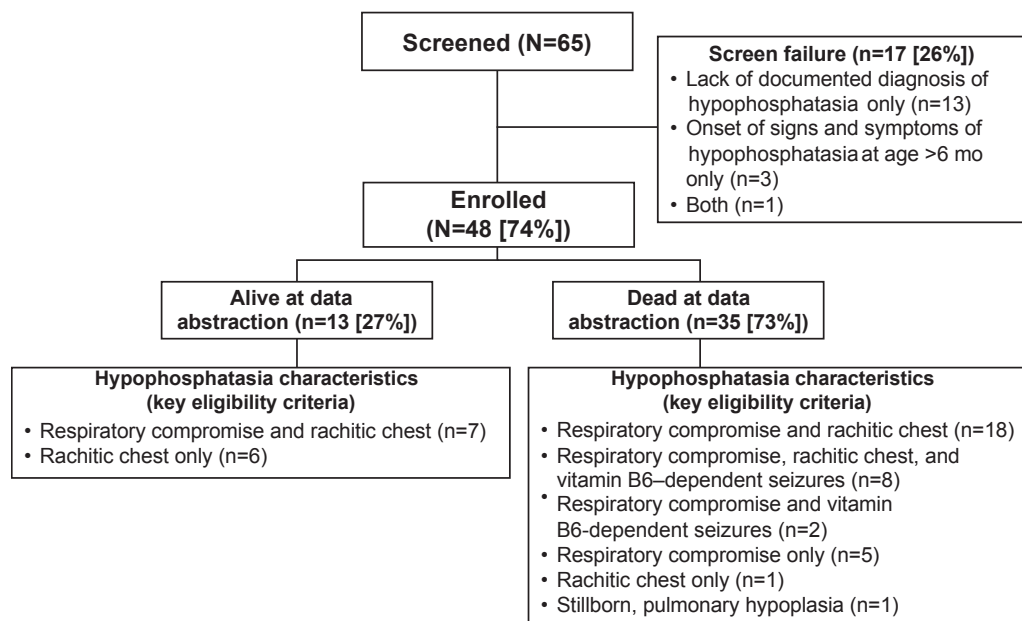 Screened (N=65)
Screen failure (n=17 [26%])
• Lack of documented diagnosis of
hypophosphatasia only (n=13)
• Onset of signs and symptoms of
hypophosphatasia at age >6 mo
only (n=3)
• Both (n=1)
Enrolled
(N=48 [74%])
Alive at data
abstraction (n=13 [27%])
Dead at data
abstraction (n=35 [73%])
Hypophosphatasia characteristics
(key eligibility criteria)
• Respiratory compromise and rachitic chest (n=7)
• Rachitic chest only (n=6)
Hypophosphatasia characteristics
(key eligibility criteria)
• Respiratory compromise and rachitic chest (n=18)
• Respiratory compromise, rachitic chest, and
vitamin B6–dependent seizures (n=8)
• Respiratory compromise and vitamin
B6-dependent seizures (n=2)
• Respiratory compromise only (n=5)
• Rachitic chest only (n=1)
• Stillborn, pulmonary hypoplasia (n=1)